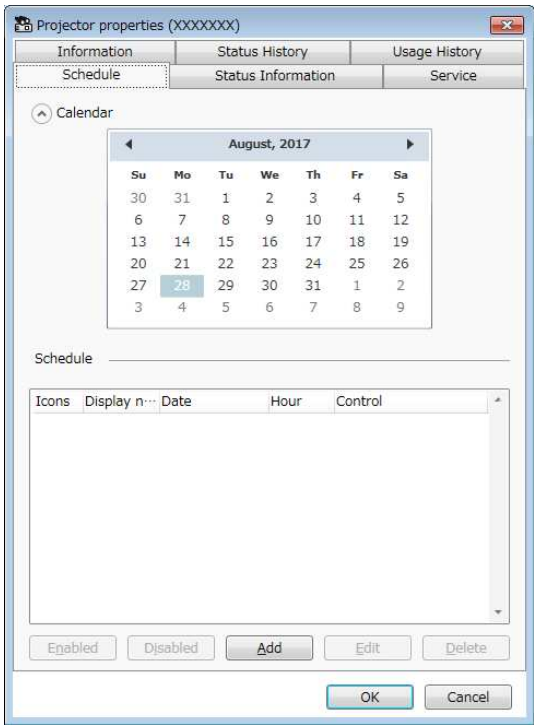 Projector properties (XXXXXXX)
Information Status History Usage History
Schedule Status Information Service
Calendar
August, 2017
Su Mo Tu We Th Fr Sa
30 31 1 2 3 4 5
6 7 8 9 10 11 12
13 14 15 16 17 18 19
20 21 22 23 24 25 26
27 28 29 30 31 1 2
3 4 5 6 7 8 9
Schedule
Icons Display n··· Date Hour Control
Enabled Disabled Add Edit Delete
OK Cancel